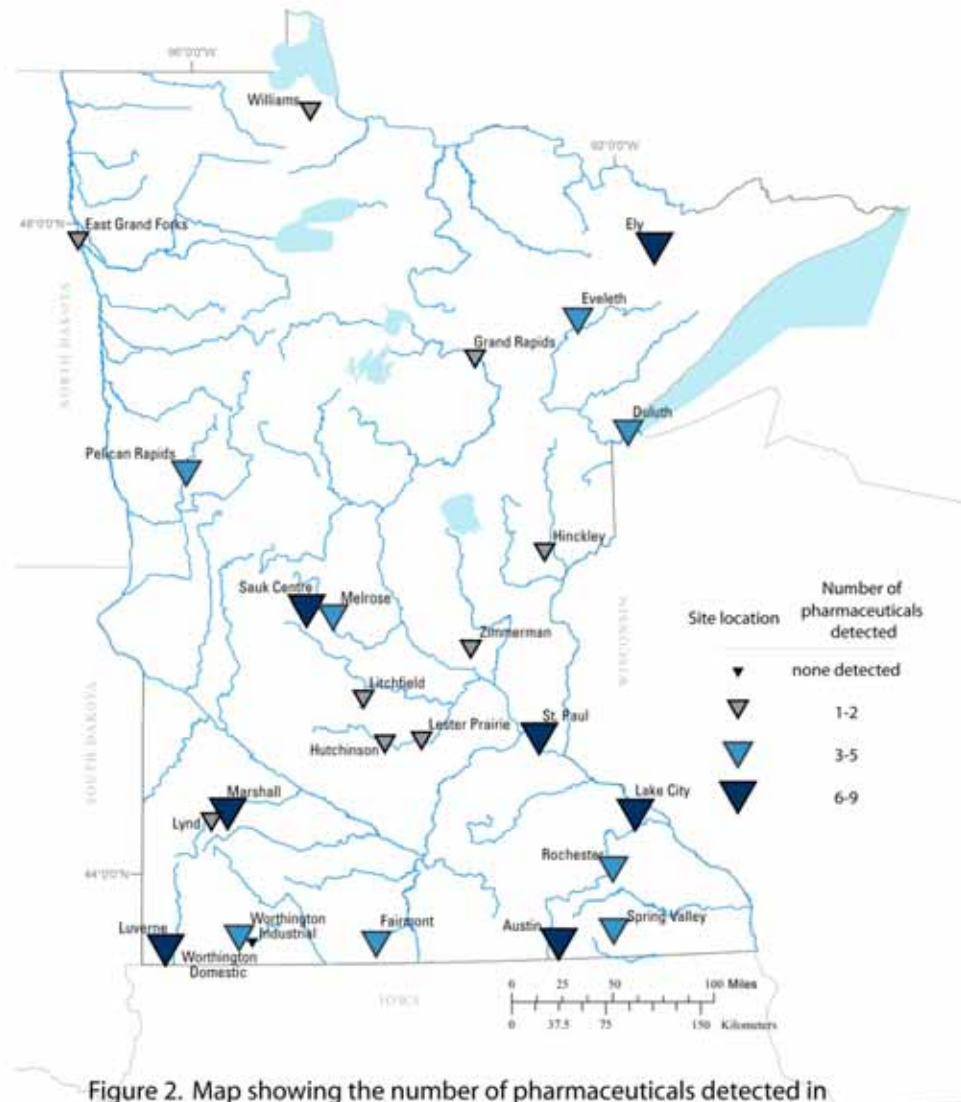 96°0'0"W
Williams
92°0'0"W
48°0'0"N
East Grand Forks
Ely
NORTH DAKOTA
Eveleth
Grand Rapids
Duluth
Pelican Rapids
Hinckley
Sauk Centre
Melrose
Zimmerman
WISCONSIN
Site location
Number of
pharmaceuticals
detected
none detected
1-2
3-5
6-9
Litchfield
Lester Prairie
St. Paul
Hutchinson
SOUTH DAKOTA
Marshall
Lake City
Lynd
Rochester
44°0'0"N
Luverne
Worthington
Industrial
Fairmont
Austin
Spring Valley
Worthington
Domestic
IOWA
0 25 50 100 Miles
0 37.5 75 150 Kilometers
Figure 2. Map showing the number of pharmaceuticals detected in